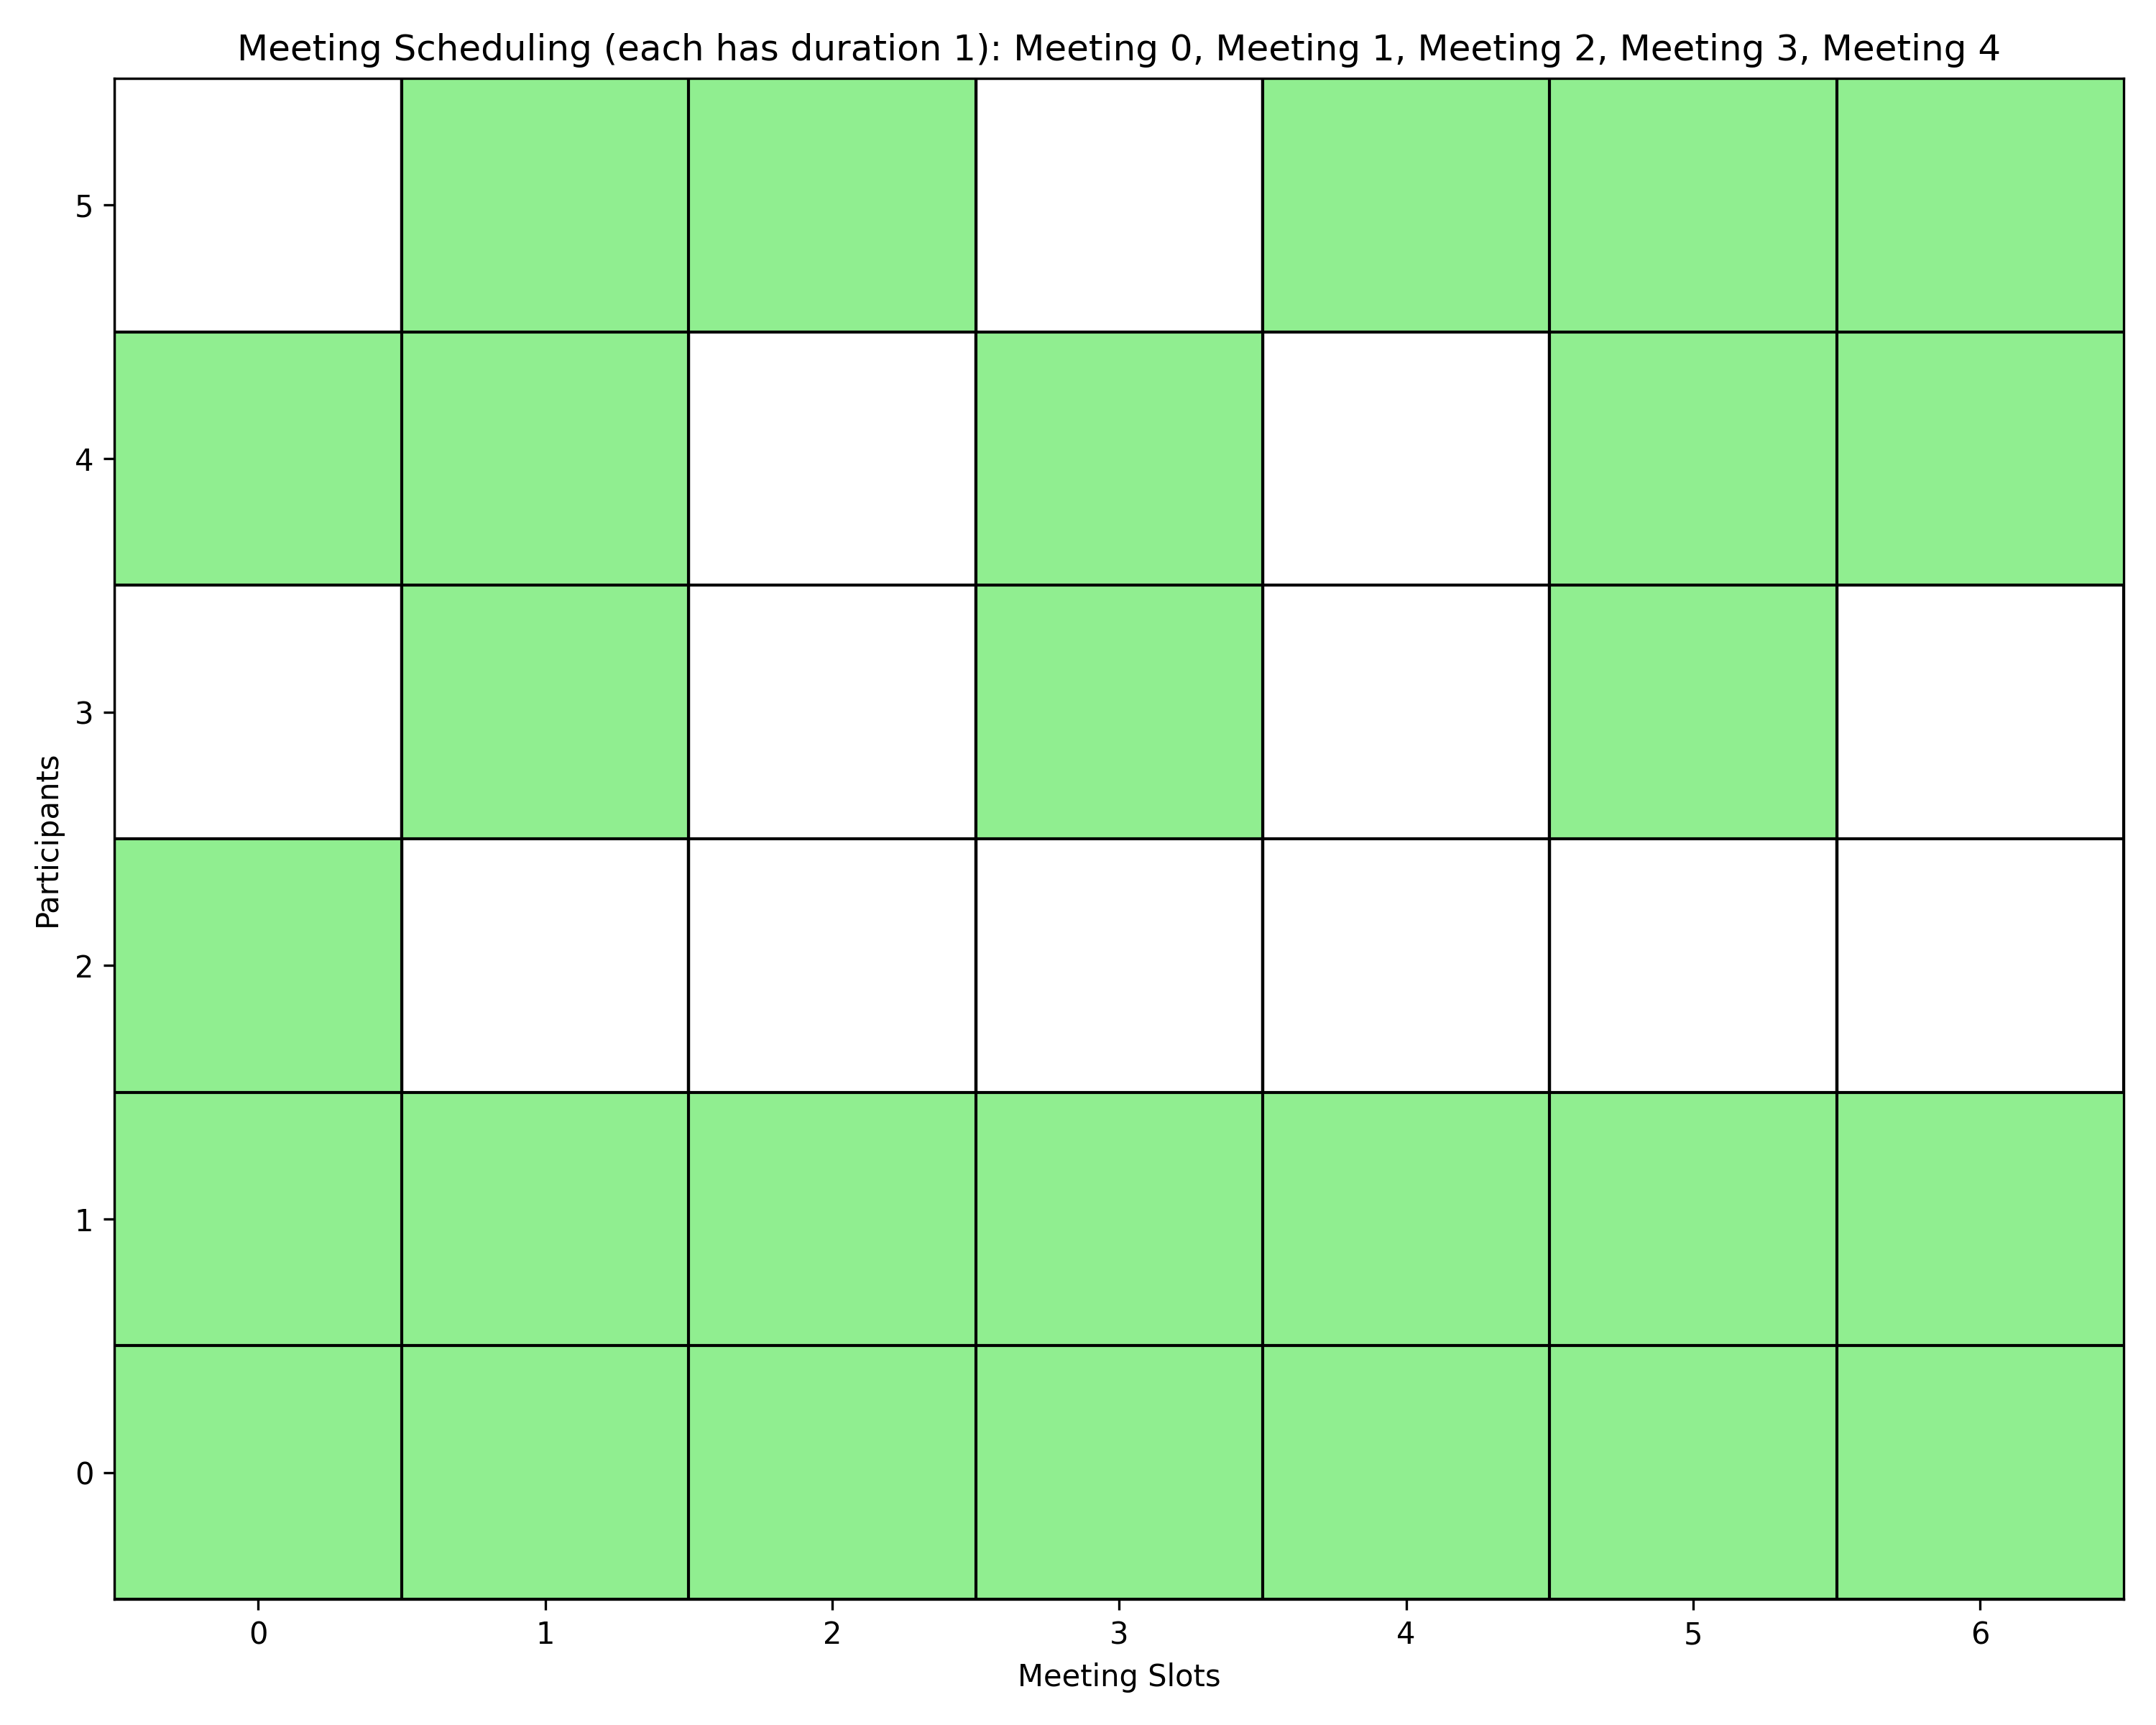 Meeting Scheduling (each has duration 1): Meeting 0, Meeting 1, Meeting 2, Meeting 3, Meeting 4
5
4
3
2
1
0
Participants
0 1 2 3 4 5 6
Meeting Slots